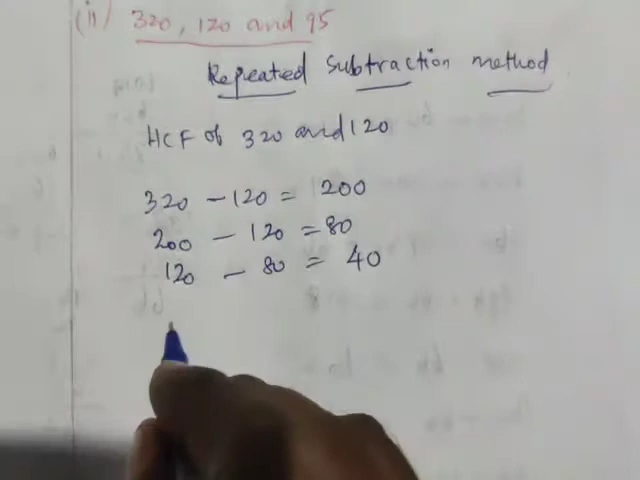 (ii) 320, 120 and 95
Repeated Subtraction method
HCF of 320 and 120
320 - 120 = 200
200 - 120 = 80
120 - 80 = 40